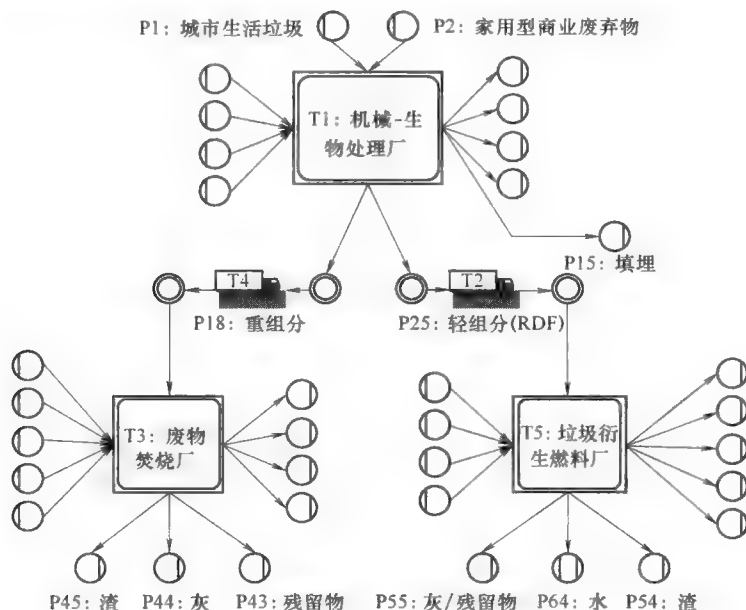 P1: 城市生活垃圾
P2: 家用型商业废弃物
T1: 机械-生
物处理厂
P15: 填埋
T4
T2
P18: 重组分
P25: 轻组分(RDF)
T3: 废物
焚烧厂
T5: 垃圾衍
生燃料厂
P45: 渣
P44: 灰
P43: 残留物
P55: 灰/残留物
P64: 水
P54: 渣